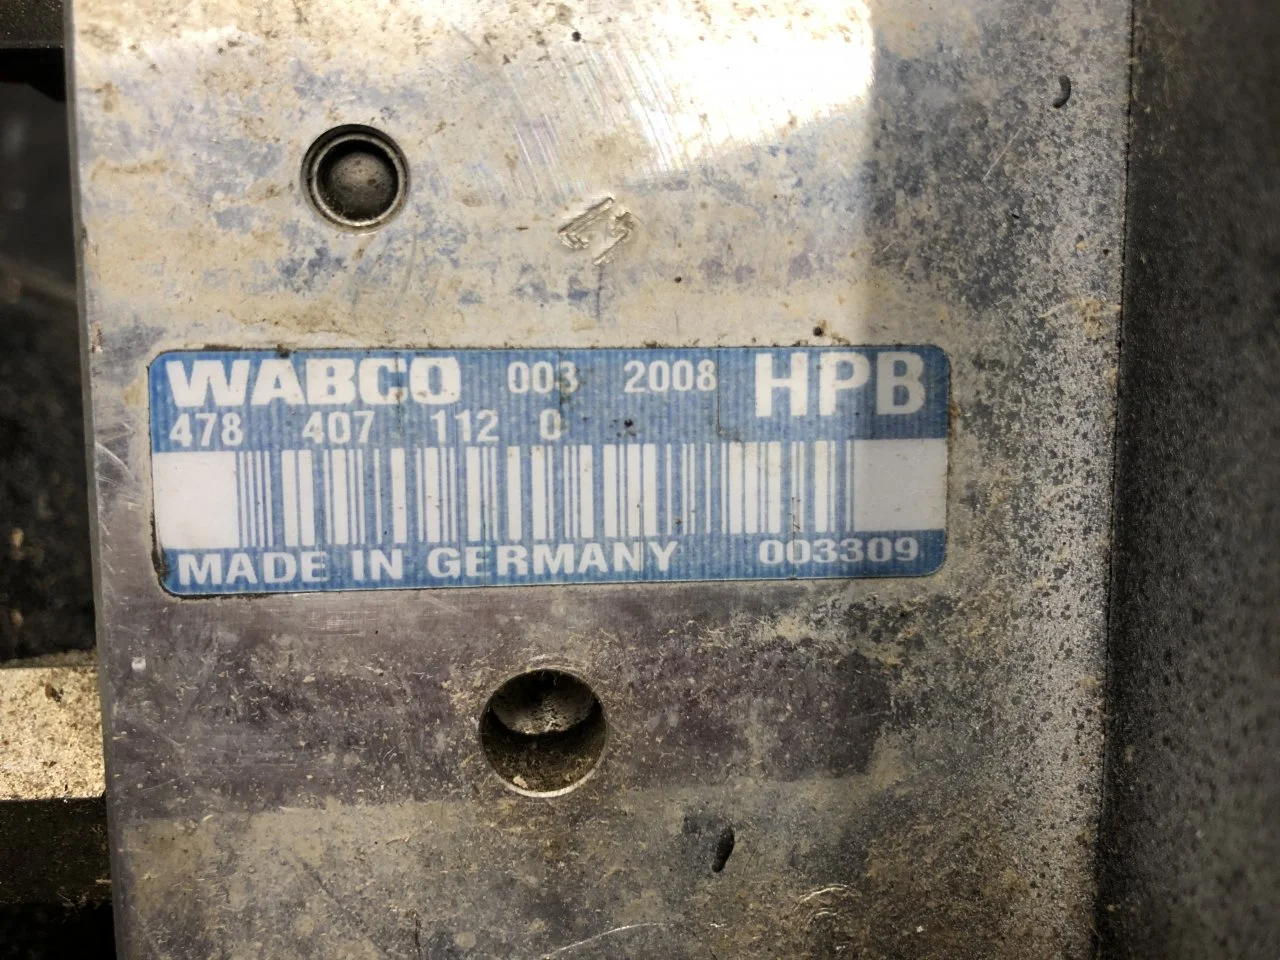 WABCO 003 2008 HPB
478 407 112 0
MADE IN GERMANY 003309